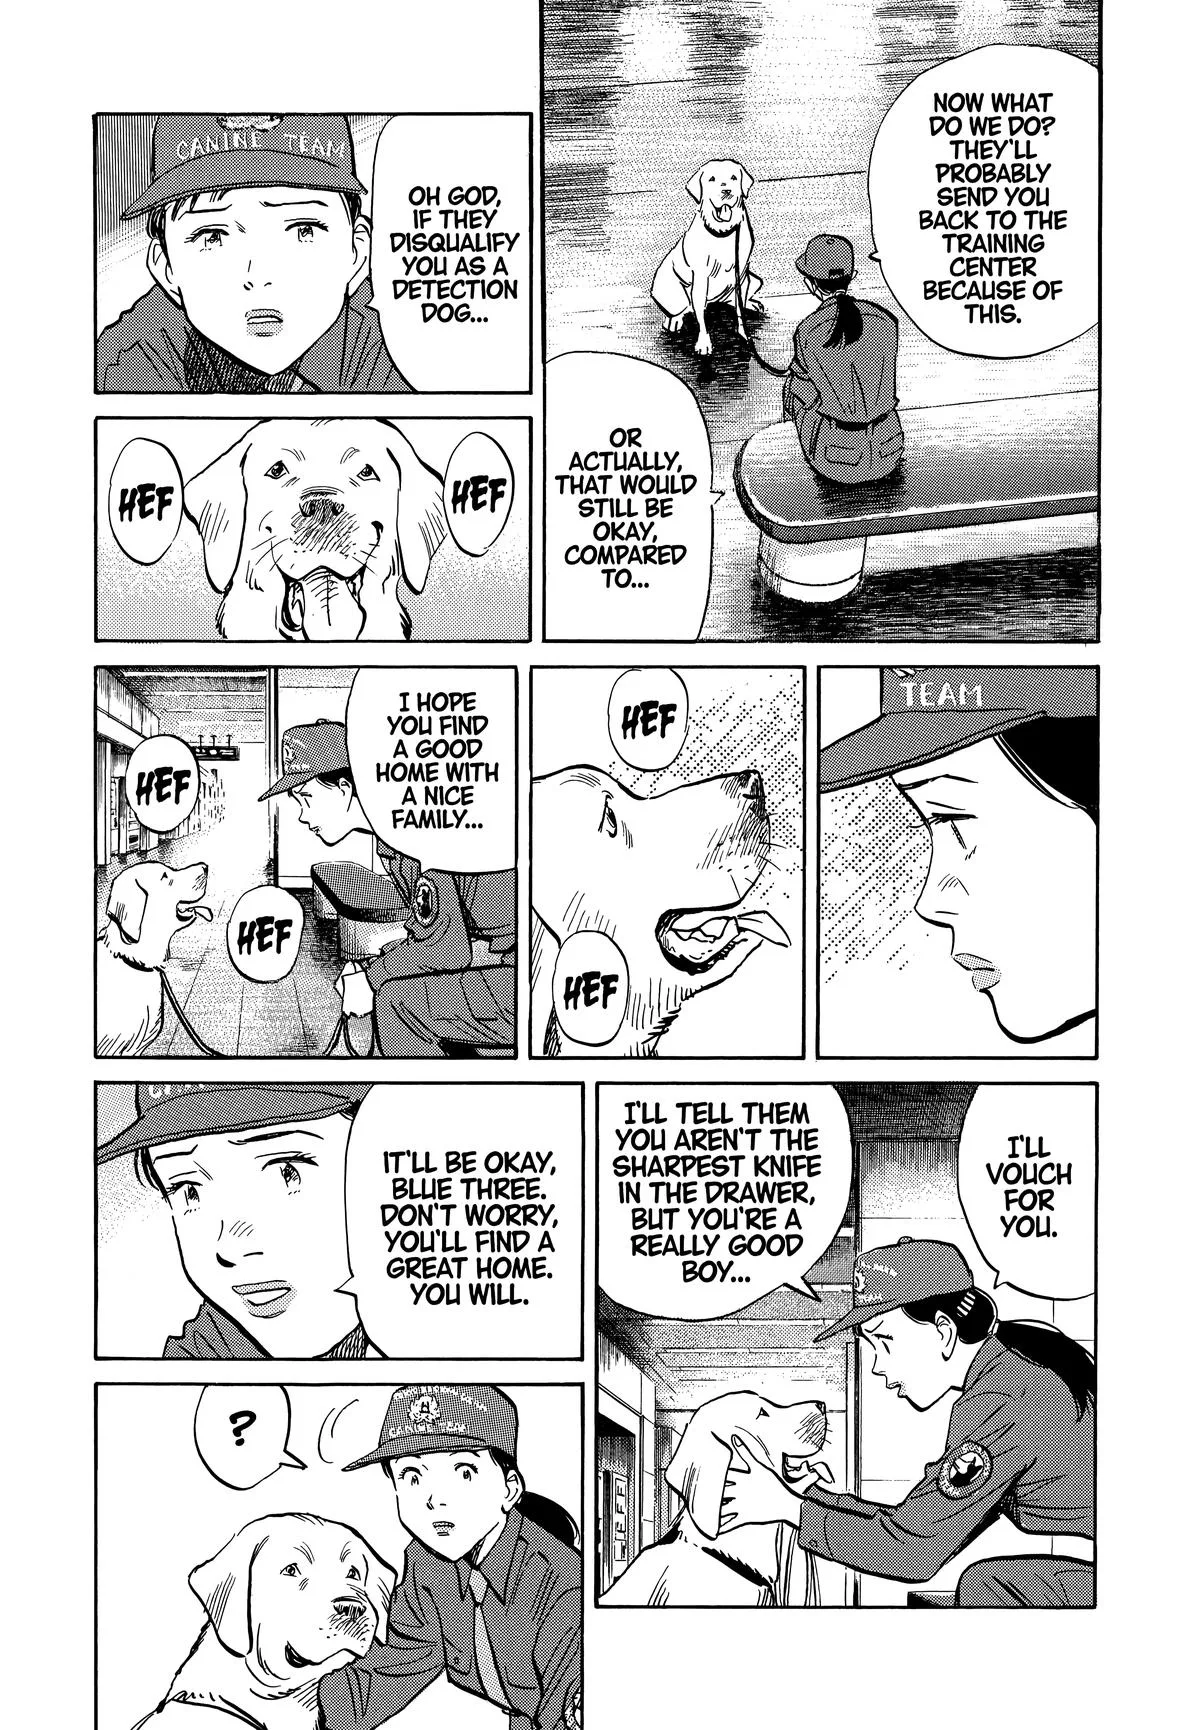 NOW WHAT
DO WE DO?
THEY'LL
PROBABLY
SEND YOU
BACK TO THE
TRAINING
CENTER
BECAUSE OF
THIS.
OR
ACTUALLY,
THAT WOULD
STILL BE
OKAY,
COMPARED
TO...
CANINE TEAM
OH GOD,
IF THEY
DISQUALIFY
YOU AS A
DETECTION
DOG...
HEF
HEF
TEAM
HEF
HEF
I HOPE
YOU FIND
A GOOD
HOME WITH
A NICE
FAMILY...
HEF
HEF
I'LL
VOUCH
FOR
YOU.
I'LL TELL THEM
YOU AREN'T THE
SHARPEST KNIFE
IN THE DRAWER,
BUT YOU'RE A
REALLY GOOD
BOY...
TEAM
IT'LL BE OKAY,
BLUE THREE.
DON'T WORRY,
YOU'LL FIND A
GREAT HOME.
YOU WILL.
?
CANINE TEAM